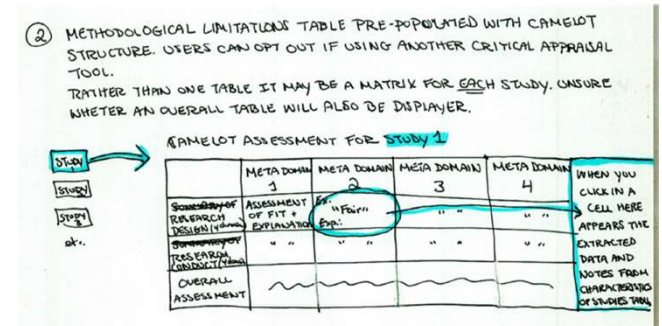 2 METHODOLOGICAL LIMITATIONS TABLE PRE-POPULATED WITH CAMELOT
STRUCTURE. USERS CAN OPT OUT IF USING ANOTHER CRITICAL APPRAISAL
TOOL.
RATHER THAN ONE TABLE IT MAY BE A MATRIX FOR EACH STUDY. UNSURE
WHETER AN OVERALL TABLE WILL ALSO BE DISPLAYER.
CAMELOT ASSESSMENT FOR STUDY 1
STUDY
STUDY
STUDY
etc.
META DOMAIN
1
META DOMAIN
2
META DOMAIN
3
META DOMAIN
4
RESEARCH
DESIGN
ASSESSMENT
OF FIT +
EXPLANATION
Ex:
"Fair"
Exp:
" "
" "
RESEARCH
CONDUCT
" "
" "
" "
OVERALL
ASSESSMENT
WHEN YOU
CLICK IN A
CELL HERE
APPEARS THE
EXTRACTED
DATA AND
NOTES FROM
CHARACTERISTICS
OF STUDIES TABLE